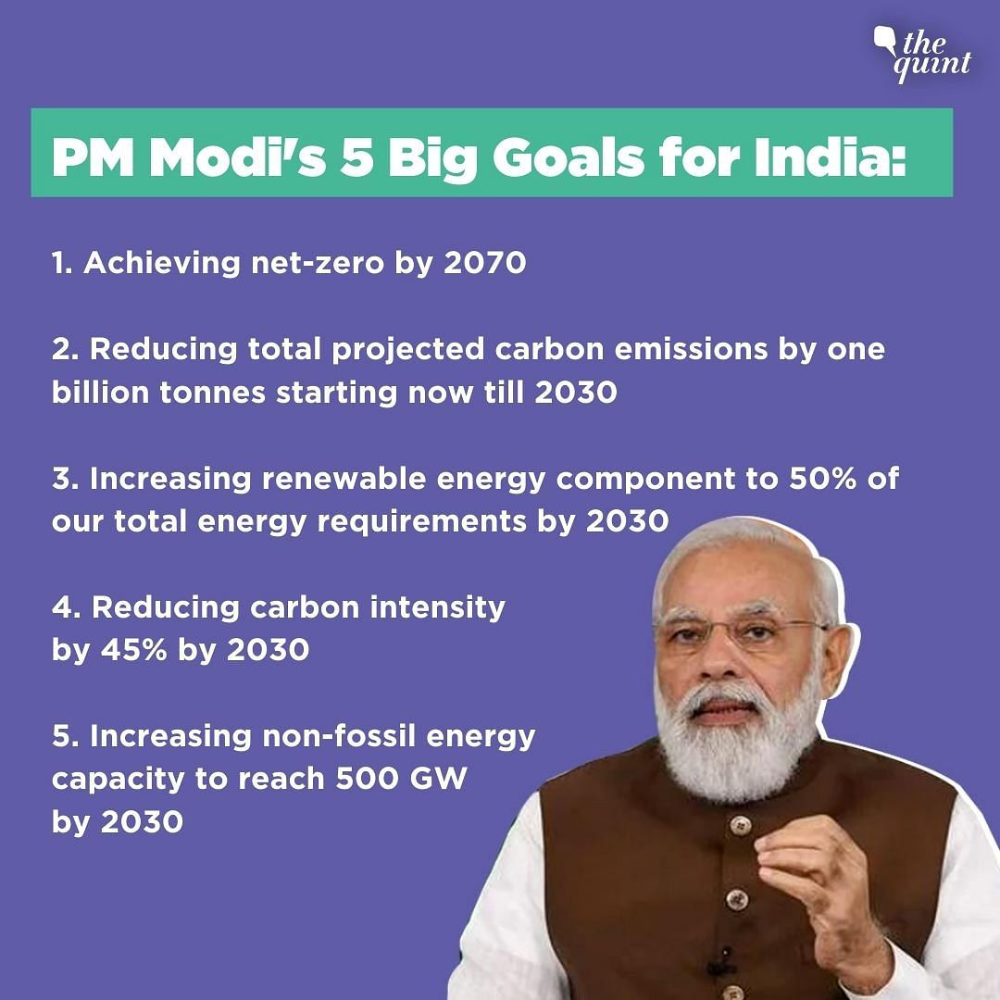 the
quint
PM Modi's 5 Big Goals for India:
1. Achieving net-zero by 2070
2. Reducing total projected carbon emissions by one
billion tonnes starting now till 2030
3. Increasing renewable energy component to 50% of
our total energy requirements by 2030
4. Reducing carbon intensity
by 45% by 2030
5. Increasing non-fossil energy
capacity to reach 500 GW
by 2030